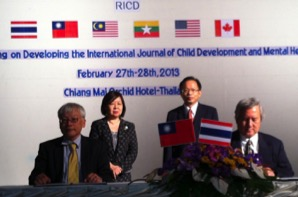 RICD
ng on Developing the International Journal of Child Development and Mental He
February 27th-28th, 2013
Chiang Mai Orchid Hotel-Thaila